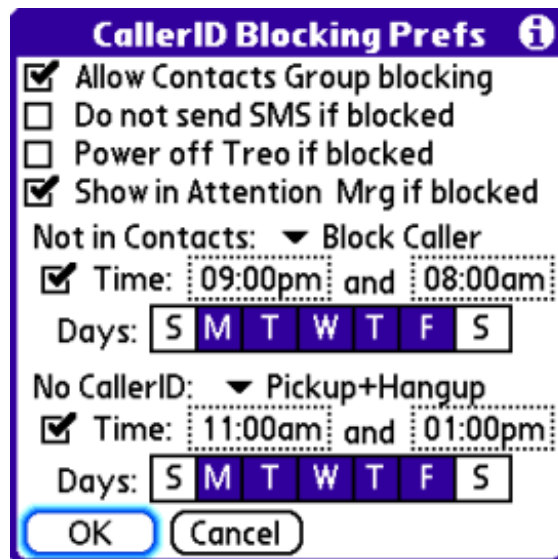 CallerID Blocking Prefs i
Allow Contacts Group blocking
Do not send SMS if blocked
Power off Treo if blocked
Show in Attention Mrg if blocked
Not in Contacts: Block Caller
Time: 09:00pm and 08:00am
Days: S M T W T F S
No CallerID: Pickup+Hangup
Time: 11:00am and 01:00pm
Days: S M T W T F S
OK Cancel